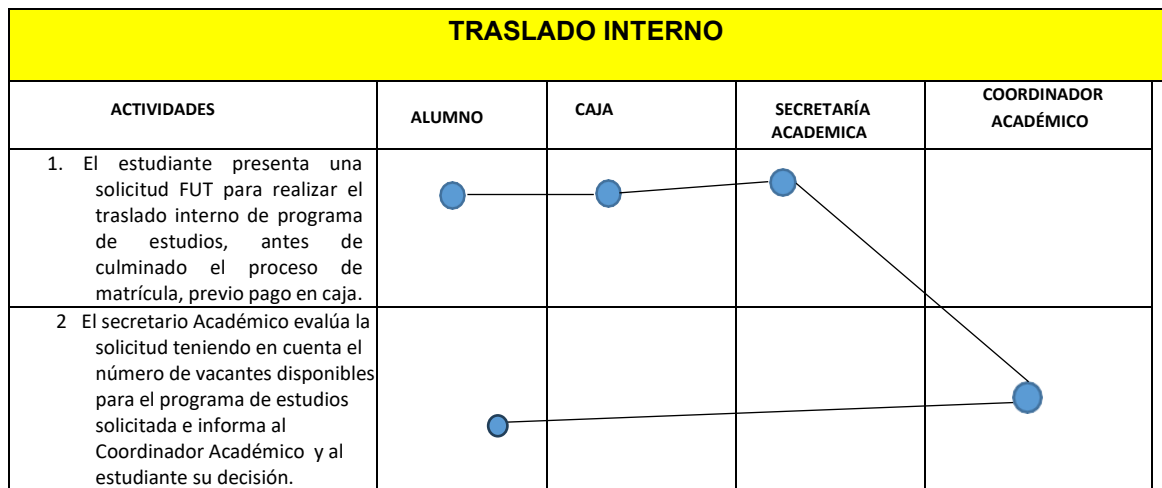 TRASLADO INTERNO
ACTIVIDADES
ALUMNO
CAJA
SECRETARÍA
ACADEMICA
COORDINADOR
ACADÉMICO
1. El estudiante presenta una
solicitud FUT para realizar el
traslado interno de programa
de estudios, antes de
culminado el proceso de
matrícula, previo pago en caja.
2 El secretario Académico evalúa la
solicitud teniendo en cuenta el
número de vacantes disponibles
para el programa de estudios
solicitada e informa al
Coordinador Académico y al
estudiante su decisión.